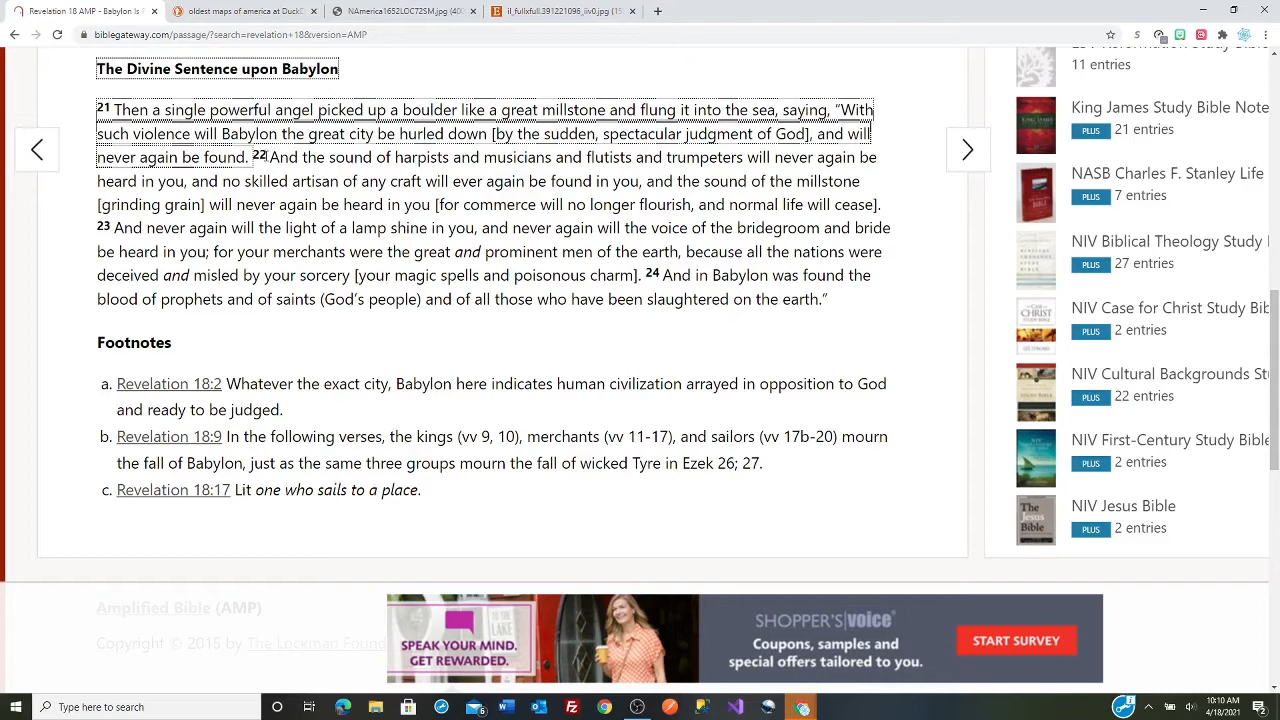 Revelation 18 AMP - Babylon Is F
oldest maps of America at DuckD
NAmerica1652LOC725M.jpg (400
il_fullxfull.391221096_iiv0.jpg (15
biblegateway.com/passage/?search=revelation+18&version=AMP
The Divine Sentence upon Babylon
21 Then a single powerful angel took up a boulder like a great millstone and flung it into the sea, saying, “With
such violence will Babylon the great city be hurled down [by the sudden, spectacular judgment of God], and will
never again be found. 22 And the sound of harpists and musicians and flutists and trumpeters will never again be
heard in you, and no skilled artisan of any craft will ever again be found in you, and the sound of the millstone
[grinding grain] will never again be heard in you [for commerce will no longer flourish, and normal life will cease].
23 And never again will the light of a lamp shine in you, and never again will the voice of the bridegroom and bride
be heard in you; for your merchants were the great and prominent men of the earth, because all the nations were
deceived and misled by your sorcery [your magic spells and poisonous charm]. 24 And in Babylon was found the
blood of prophets and of saints (God’s people) and of all those who have been slaughtered on the earth.”
Footnotes
a. Revelation 18:2 Whatever the actual city, Babylon here indicates human civilization arrayed in opposition to God
and ready to be judged.
b. Revelation 18:9 In the following verses, the kings (vv 9, 10), merchants (vv 11-17), and sailors (vv 17b-20) mourn
the fall of Babylon, just as the same three groups mourn the fall of wicked Tyre in Ezek 26; 27.
c. Revelation 18:17 Lit one who sails to a place.
11 entries
King James Study Bible Note
PLUS 21 entries
NASB Charles F. Stanley Life
PLUS 7 entries
NIV Biblical Theology Study
PLUS 27 entries
NIV Case for Christ Study Bib
PLUS 2 entries
NIV Cultural Backgrounds Stu
PLUS 22 entries
NIV First-Century Study Bible
PLUS 2 entries
NIV Jesus Bible
PLUS 2 entries
The
Jesus
Bible
Amplified Bible (AMP)
Copyright © 2015 by The Lockman Found
SPEAK YOUR MIND.
GET REWARDED.
SHOPPER'S|voice®
Coupons, samples and
special offers tailored to you.
START SURVEY
Type here to search
10:10 AM
4/18/2021